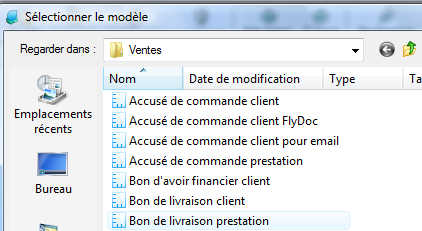 Sélectionner le modèle
Regarder dans :
Ventes
Nom
Date de modification
Type
Ta
Emplacements
récents
Bureau
Accusé de commande client
Accusé de commande client FlyDoc
Accusé de commande client pour email
Accusé de commande prestation
Bon d'avoir financier client
Bon de livraison client
Bon de livraison prestation